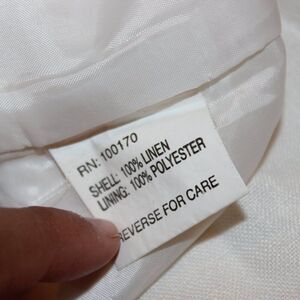 RN: 100170
SHELL: 100% LINEN
LINING: 100% POLYESTER
REVERSE FOR CARE